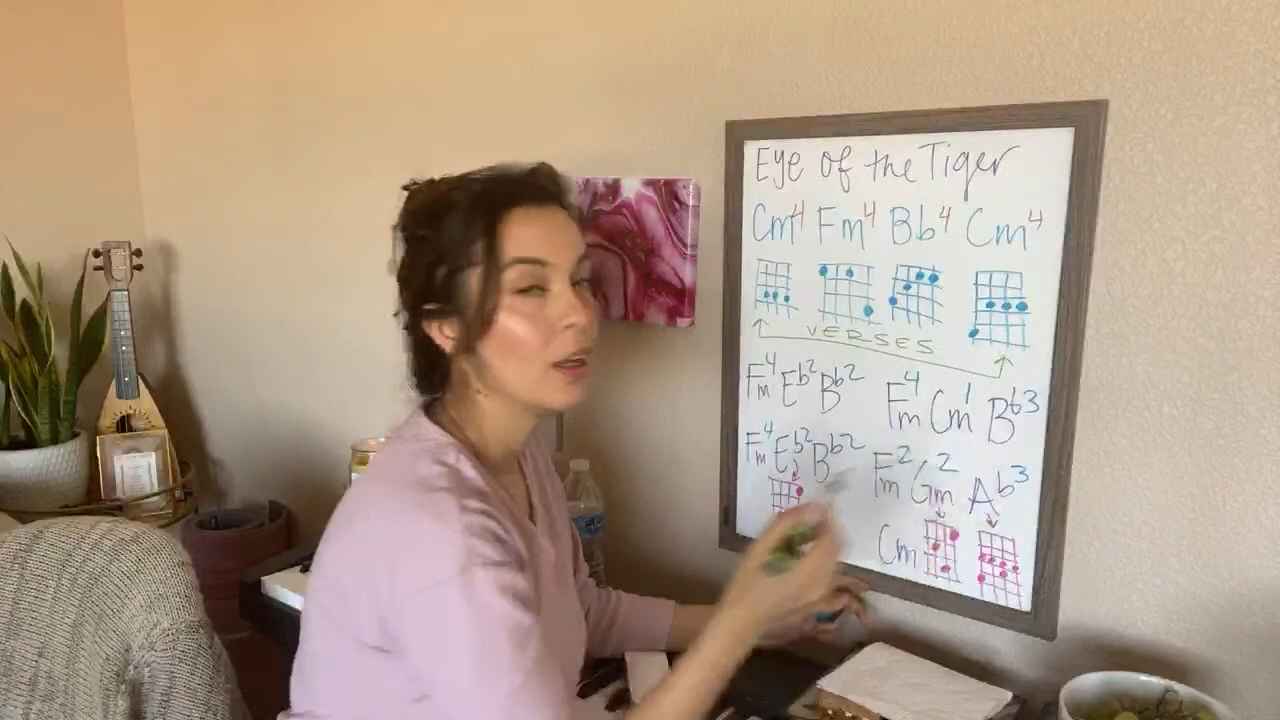 Eye of the Tiger
Cm4 Fm4 Bb4 Cm4
VERSES
Fm4 Eb2 Bb2
Fm4 Cm1 Bb3
Fm4 Eb2 Bb2
Fm2 Gm2 Ab3
Cm